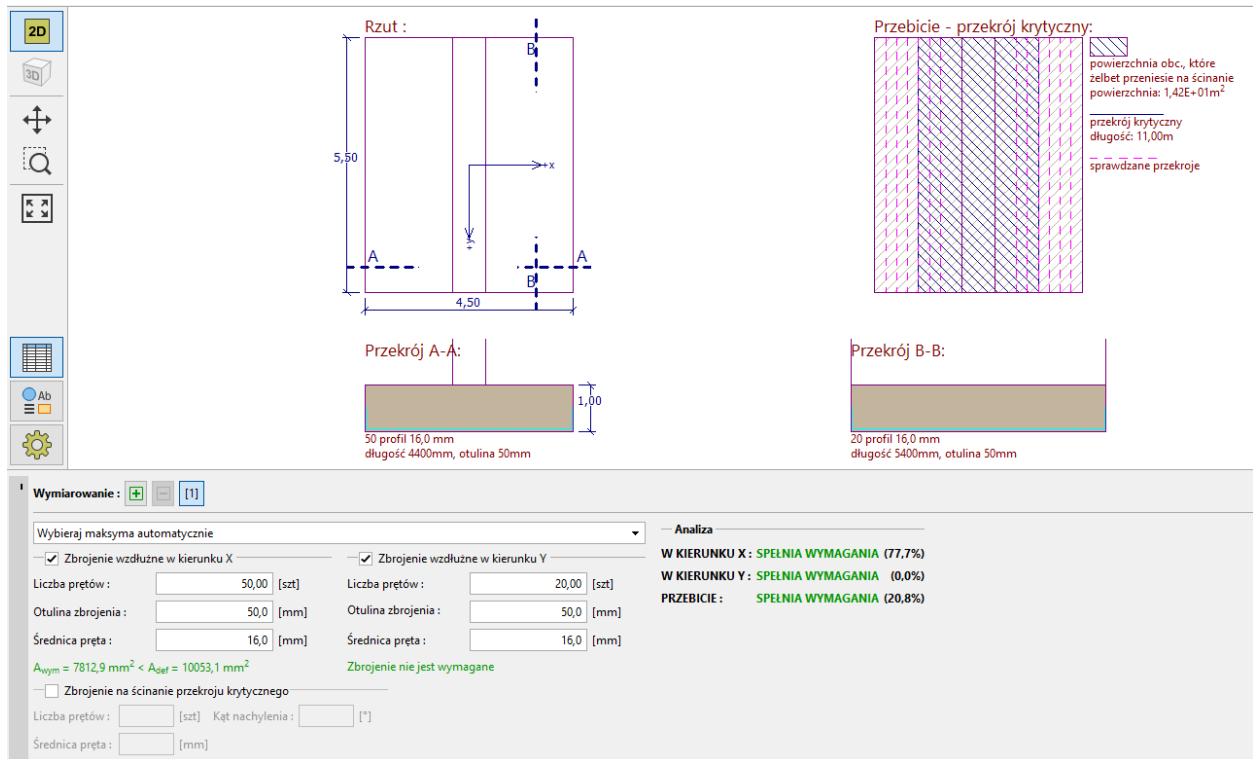 2D
3D
Ab
Rzut :
B
5,50
+x
+y
A
A
B
4,50
Przebicie - przekrój krytyczny:
powierzchnia obc., które
żelbet przeniesie na ścinanie
powierzchnia: 1,42E+01m²
przekrój krytyczny
długość: 11,00m
sprawdzane przekroje
Przekrój A-A:
1,00
50 profil 16,0 mm
długość 4400mm, otulina 50mm
Przekrój B-B:
20 profil 16,0 mm
długość 5400mm, otulina 50mm
Wymiarowanie : [1]
Wybieraj maksyma automatycznie
Zbrojenie wzdłużne w kierunku X
Liczba prętów : 50,00 [szt]
Otulina zbrojenia : 50,0 [mm]
Średnica pręta : 16,0 [mm]
Awym = 7812,9 mm² < Adef = 10053,1 mm²
Zbrojenie wzdłużne w kierunku Y
Liczba prętów : 20,00 [szt]
Otulina zbrojenia : 50,0 [mm]
Średnica pręta : 16,0 [mm]
Zbrojenie nie jest wymagane
Zbrojenie na ścinanie przekroju krytycznego
Liczba prętów : [szt] Kąt nachylenia : [°]
Średnica pręta : [mm]
Analiza
W KIERUNKU X : SPEŁNIA WYMAGANIA (77,7%)
W KIERUNKU Y : SPEŁNIA WYMAGANIA (0,0%)
PRZEBICIE : SPEŁNIA WYMAGANIA (20,8%)